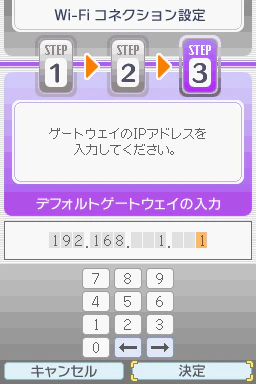 Wi-Fi コネクション設定
STEP 1 STEP 2 STEP 3
ゲートウェイのIPアドレスを
入力してください。
デフォルトゲートウェイの入力
192.168.  1.  1
7 8 9
4 5 6
1 2 3
0 ← →
キャンセル 決定